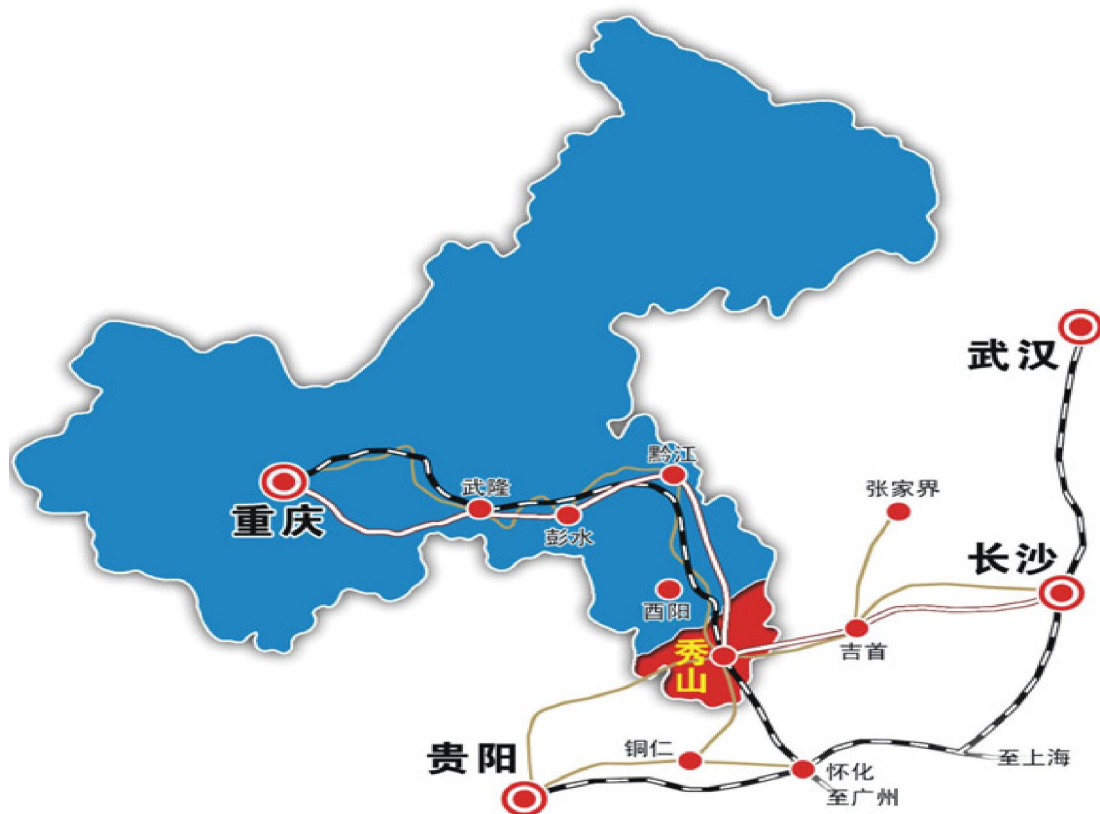 武汉
黔江
武隆
张家界
重庆
彭水
长沙
酉阳
秀山
吉首
铜仁
贵阳
至上海
怀化
至广州